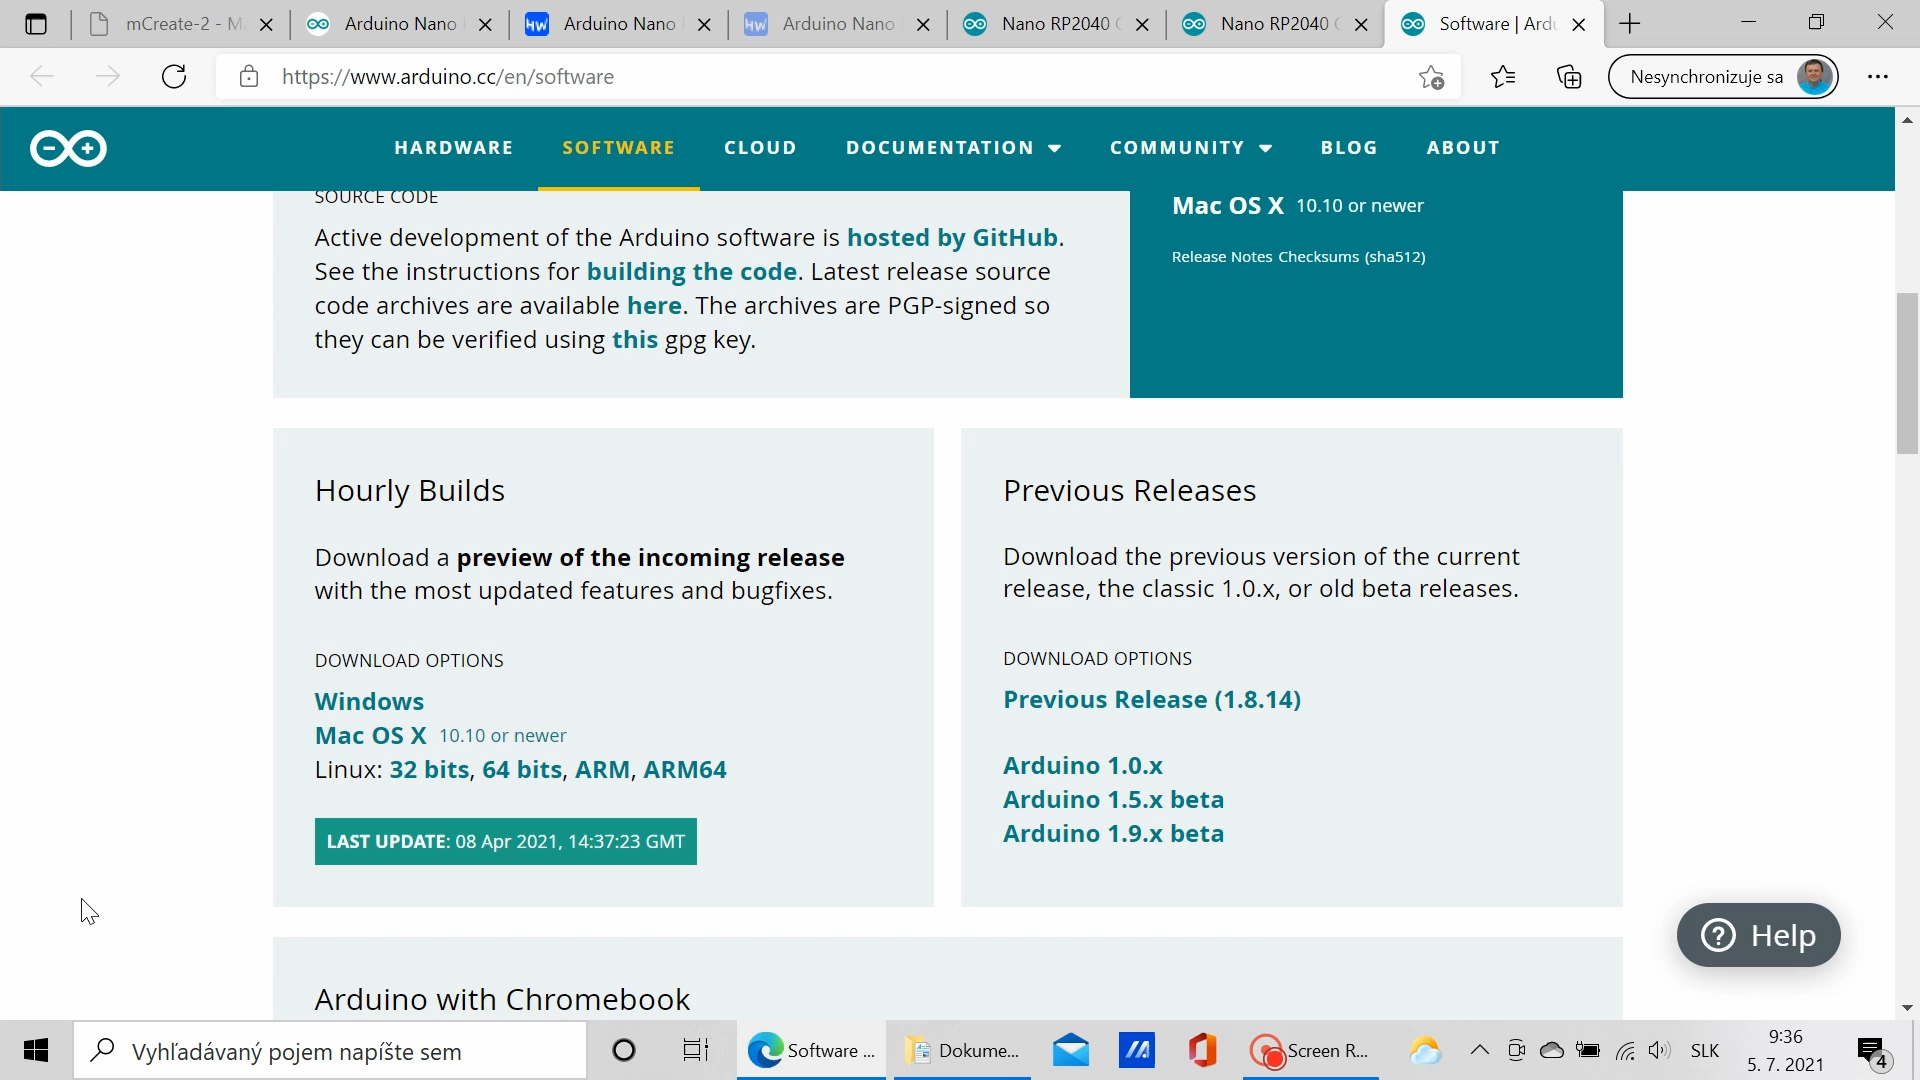 mCreate-2 - M
Arduino Nano
Arduino Nano
Arduino Nano
Nano RP2040 C
Nano RP2040 C
Software | Ardu
https://www.arduino.cc/en/software
Nesynchronizuje sa
HARDWARE
SOFTWARE
CLOUD
DOCUMENTATION
COMMUNITY
BLOG
ABOUT
SOURCE CODE
Active development of the Arduino software is hosted by GitHub.
See the instructions for building the code. Latest release source
code archives are available here. The archives are PGP-signed so
they can be verified using this gpg key.
Mac OS X 10.10 or newer
Release Notes Checksums (sha512)
Hourly Builds
Download a preview of the incoming release
with the most updated features and bugfixes.
DOWNLOAD OPTIONS
Windows
Mac OS X 10.10 or newer
Linux: 32 bits, 64 bits, ARM, ARM64
LAST UPDATE: 08 Apr 2021, 14:37:23 GMT
Previous Releases
Download the previous version of the current
release, the classic 1.0.x, or old beta releases.
DOWNLOAD OPTIONS
Previous Release (1.8.14)
Arduino 1.0.x
Arduino 1.5.x beta
Arduino 1.9.x beta
Help
Arduino with Chromebook
Vyhľadávaný pojem napíšte sem
Software ...
Dokume...
Screen R...
SLK
9:36
5. 7. 2021
4